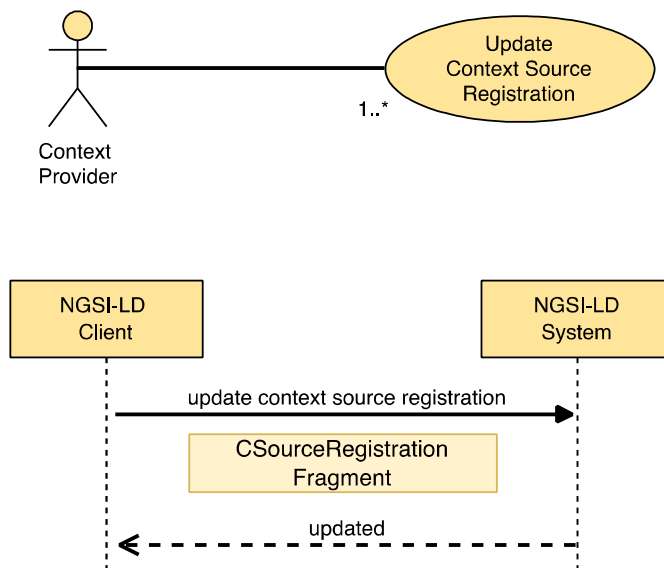 Update
Context Source
Registration
1..*
Context
Provider
NGSI-LD
Client
NGSI-LD
System
update context source registration
CSourceRegistration
Fragment
updated